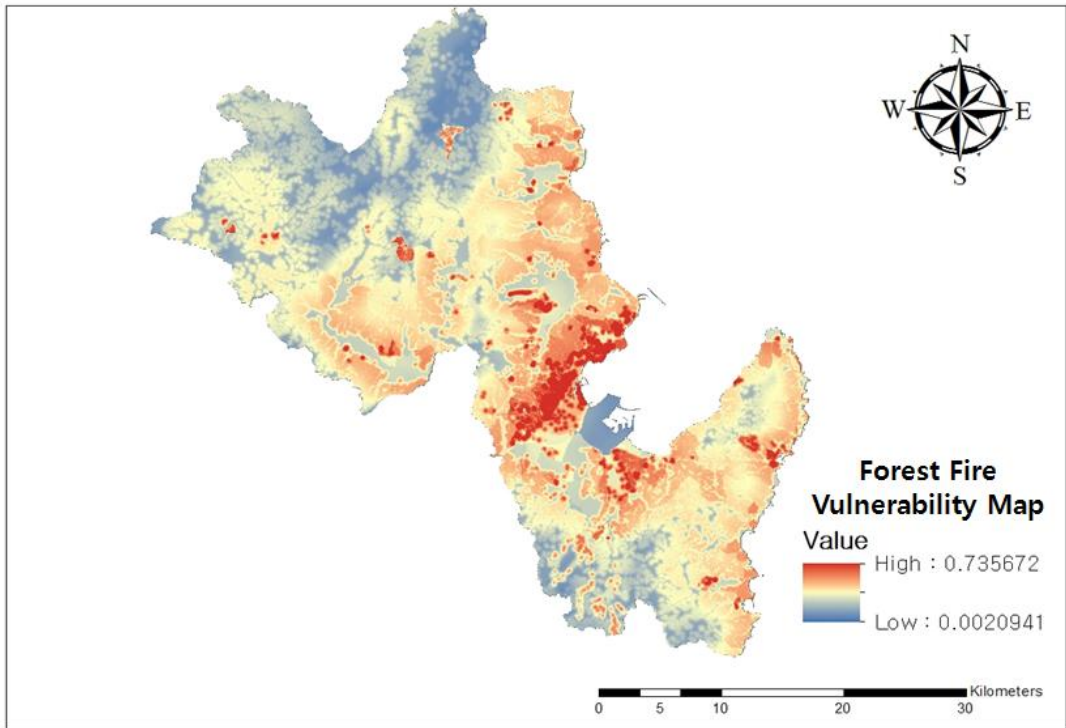 N
W E
S
Forest Fire
Vulnerability Map
Value
High : 0.735672
Low : 0.0020941
Kilometers
0 5 10 20 30